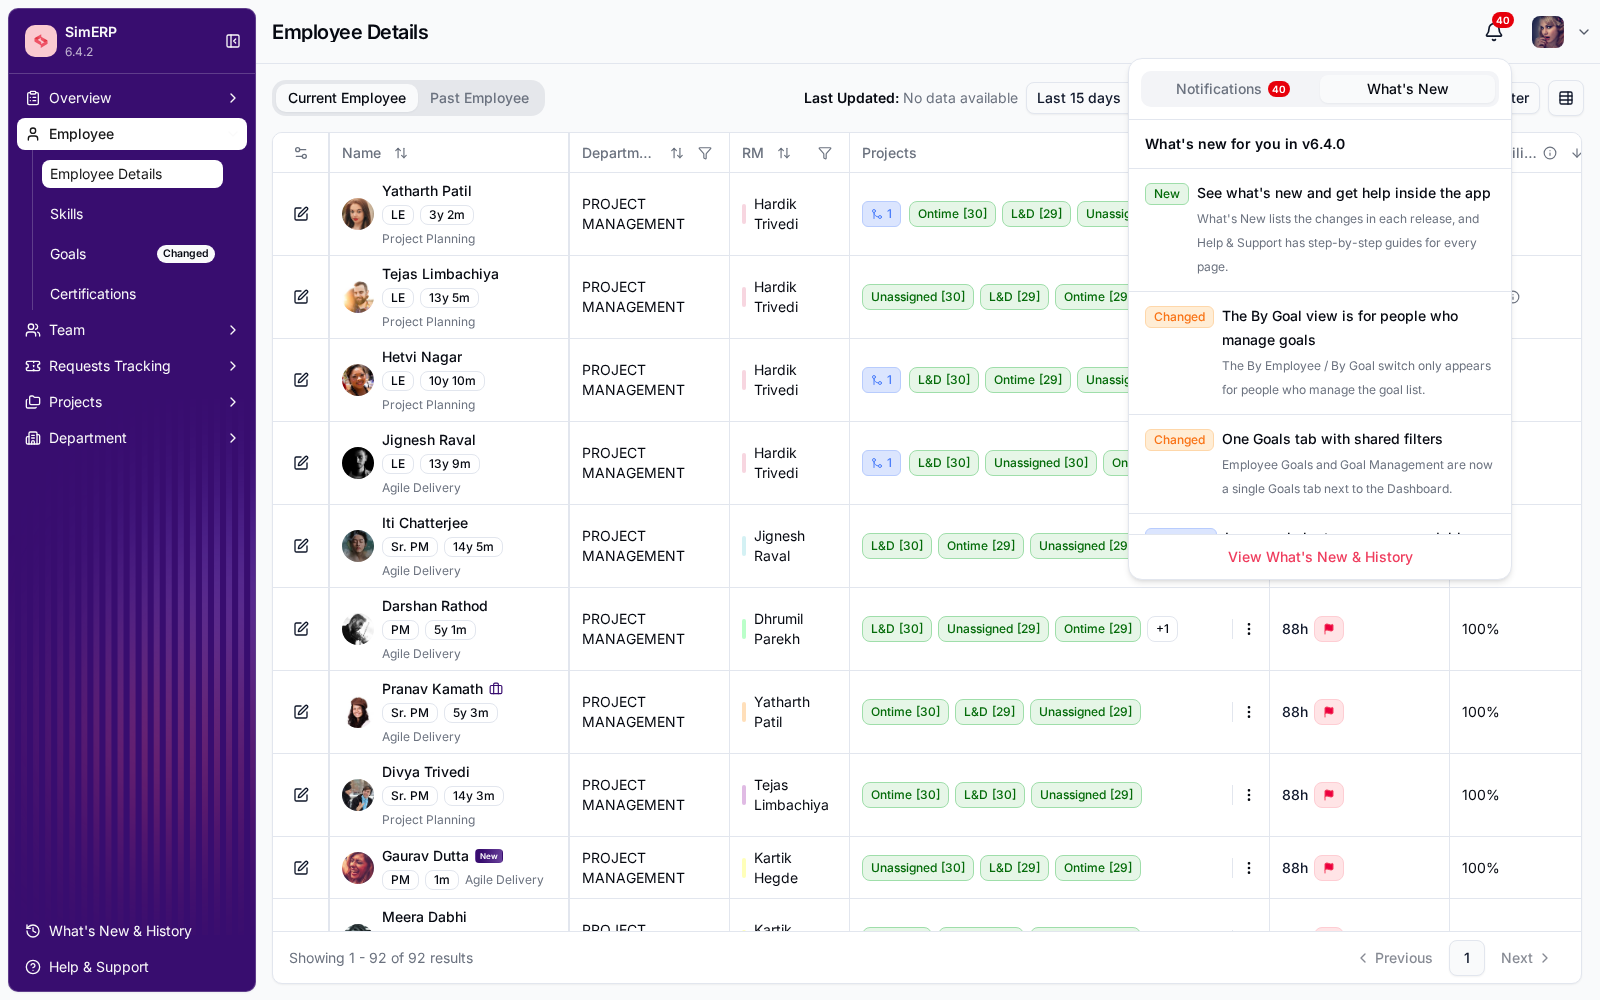 SimERP
6.4.2
Overview
Employee
Employee Details
Skills
Goals
Changed
Certifications
Team
Requests Tracking
Projects
Department
What's New & History
Help & Support
Employee Details
40
Current Employee
Past Employee
Last Updated: No data available
Last 15 days
Notifications 40
What's New
What's new for you in v6.4.0
New
See what's new and get help inside the app
What's New lists the changes in each release, and
Help & Support has step-by-step guides for every
page.
Changed
The By Goal view is for people who
manage goals
The By Employee / By Goal switch only appears
for people who manage the goal list.
Changed
One Goals tab with shared filters
Employee Goals and Goal Management are now
a single Goals tab next to the Dashboard.
View What's New & History
Name
Departm...
RM
Projects
Yatharth Patil
LE
3y 2m
Project Planning
PROJECT
MANAGEMENT
Hardik
Trivedi
1
Ontime [30]
L&D [29]
Tejas Limbachiya
LE
13y 5m
Project Planning
PROJECT
MANAGEMENT
Hardik
Trivedi
Unassigned [30]
L&D [29]
Ontime [29
Hetvi Nagar
LE
10y 10m
Project Planning
PROJECT
MANAGEMENT
Hardik
Trivedi
1
L&D [30]
Ontime [29]
Jignesh Raval
LE
13y 9m
Agile Delivery
PROJECT
MANAGEMENT
Hardik
Trivedi
1
L&D [30]
Unassigned [30]
Iti Chatterjee
Sr. PM
14y 5m
Agile Delivery
PROJECT
MANAGEMENT
Jignesh
Raval
L&D [30]
Ontime [29]
Unassigned [29
Darshan Rathod
PM
5y 1m
Agile Delivery
PROJECT
MANAGEMENT
Dhrumil
Parekh
L&D [30]
Unassigned [29]
Ontime [29]
+1
88h
100%
Pranav Kamath
Sr. PM
5y 3m
Agile Delivery
PROJECT
MANAGEMENT
Yatharth
Patil
Ontime [30]
L&D [29]
Unassigned [29]
88h
100%
Divya Trivedi
Sr. PM
14y 3m
Project Planning
PROJECT
MANAGEMENT
Tejas
Limbachiya
Ontime [30]
L&D [30]
Unassigned [29]
88h
100%
Gaurav Dutta
New
PM
1m
Agile Delivery
PROJECT
MANAGEMENT
Kartik
Hegde
Unassigned [30]
L&D [29]
Ontime [29]
88h
100%
Meera Dabhi
PROJECT
Kartik
Showing 1 - 92 of 92 results
Previous
1
Next